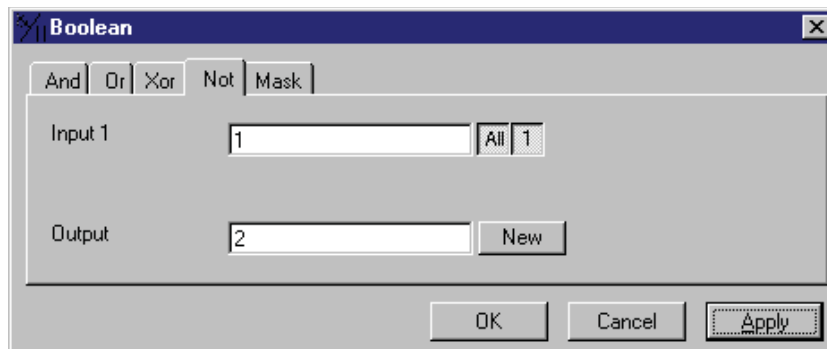 Boolean
And Or Xor Not Mask
Input 1 1 All 1
Output 2 New
OK Cancel Apply